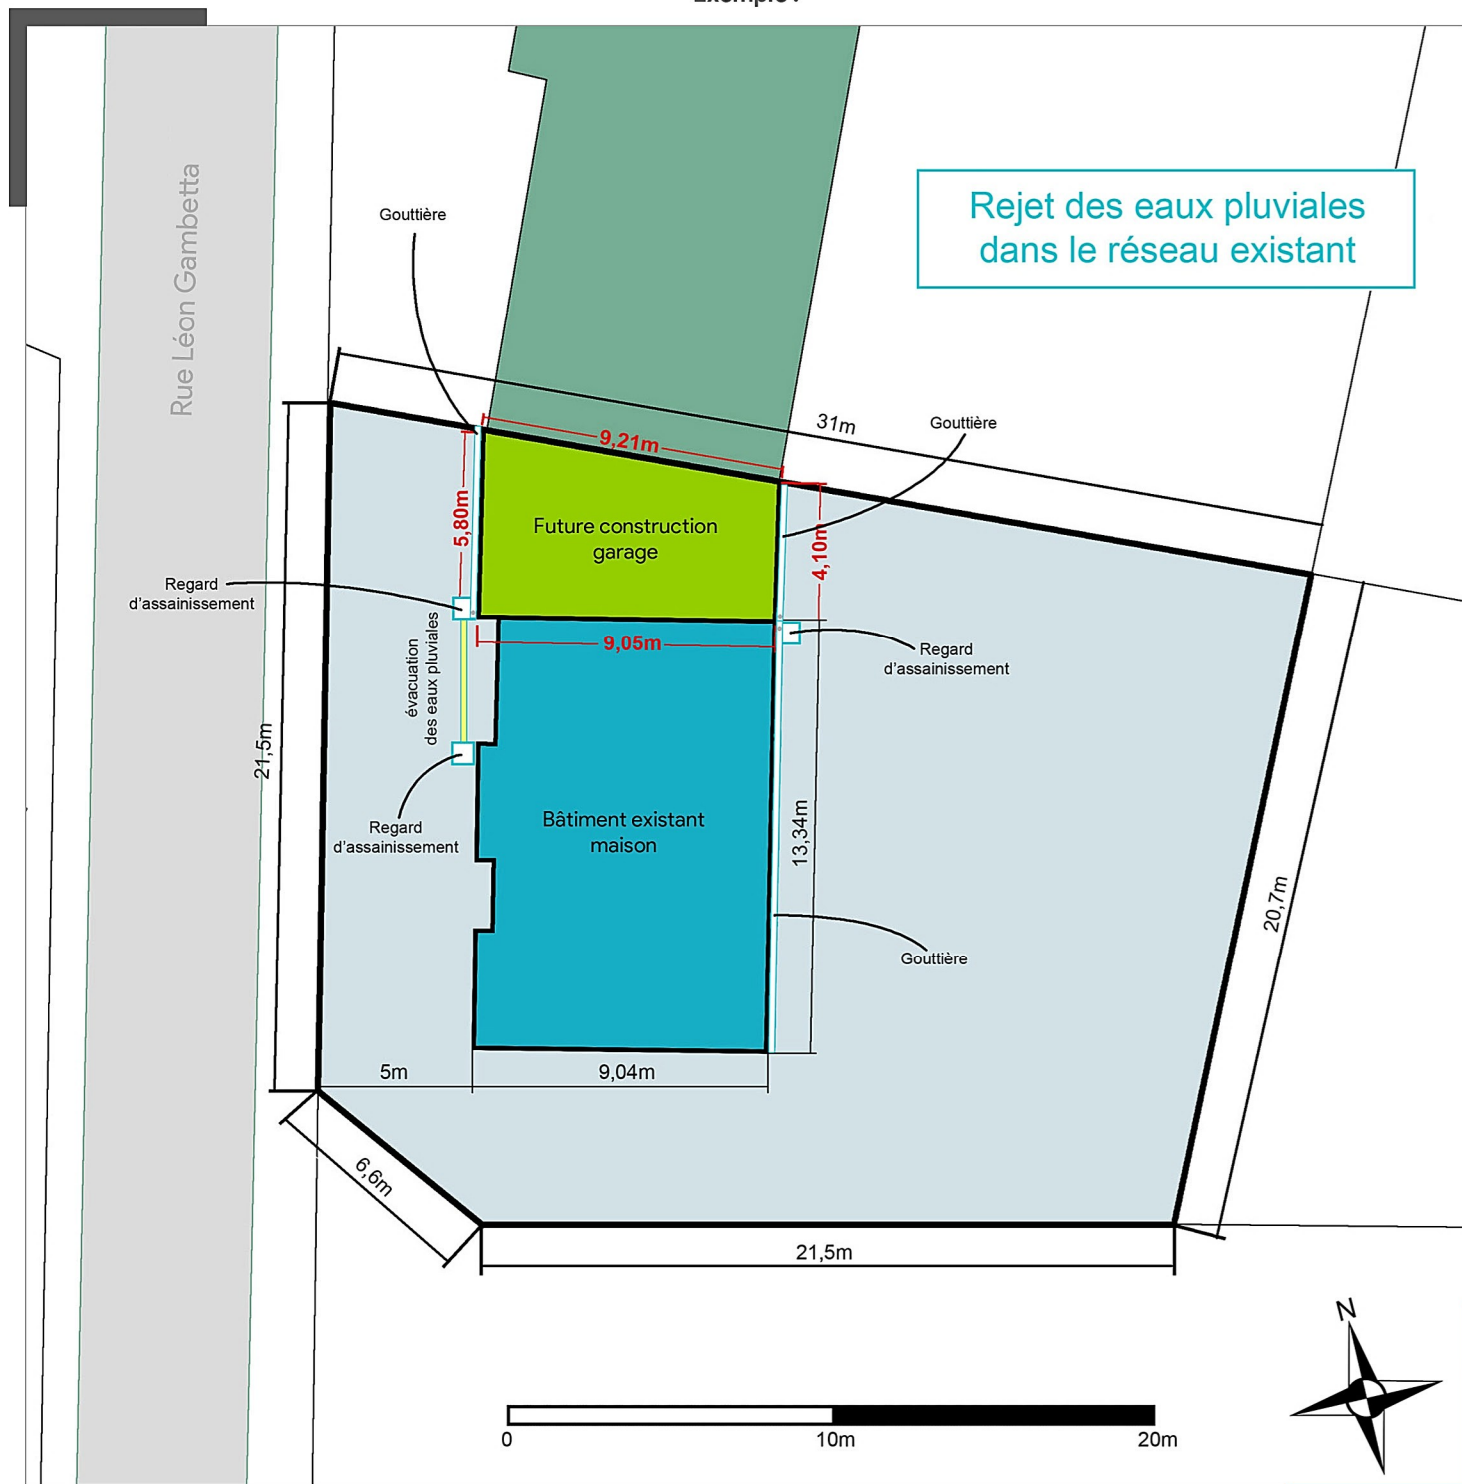 Exemple :
Rue Léon Gambetta
Gouttière
Rejet des eaux pluviales
dans le réseau existant
31m
Gouttière
9,21m
5,80m
4,10m
Future construction
garage
Regard
d'assainissement
9,05m
Regard
d'assainissement
évacuation
des eaux pluviales
21,5m
Regard
d'assainissement
Bâtiment existant
maison
13,34m
20,7m
Gouttière
5m
9,04m
6,6m
21,5m
N
0
10m
20m